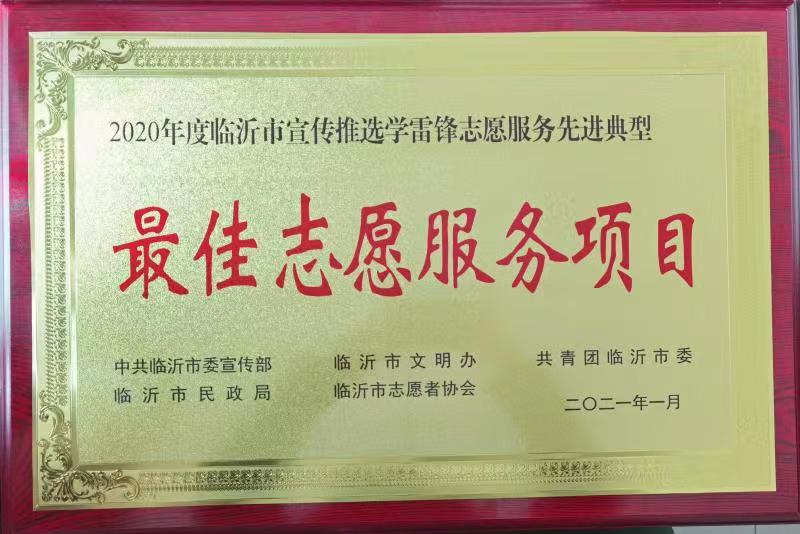 2020年度临沂市宣传推选学雷锋志愿服务先进典型
最佳志愿服务项目
中共临沂市委宣传部 临沂市文明办 共青团临沂市委
临沂市民政局 临沂市志愿者协会
二〇二一年一月